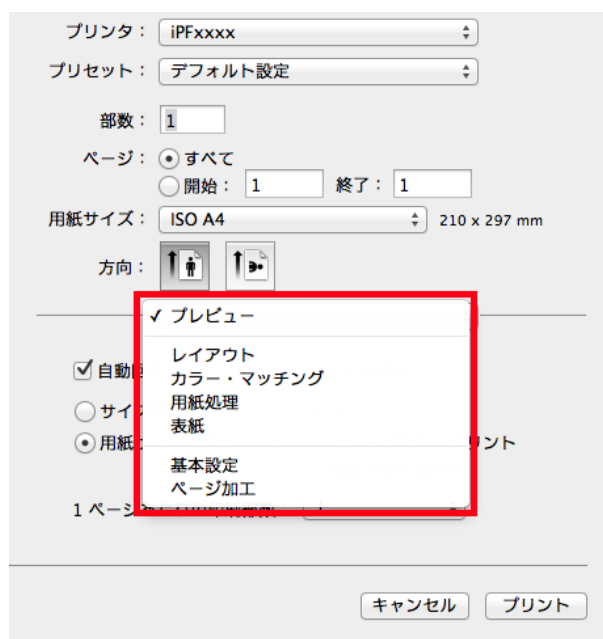 プリンタ： iPFxxxx
プリセット： デフォルト設定
部数： 1
ページ： すべて
開始： 1 終了： 1
用紙サイズ： ISO A4 210 x 297 mm
方向：
✓ プレビュー
レイアウト
自動
カラー・マッチング
用紙処理
サイズ
表紙
用紙 リント
基本設定
ページ加工
1 ページ
キャンセル プリント